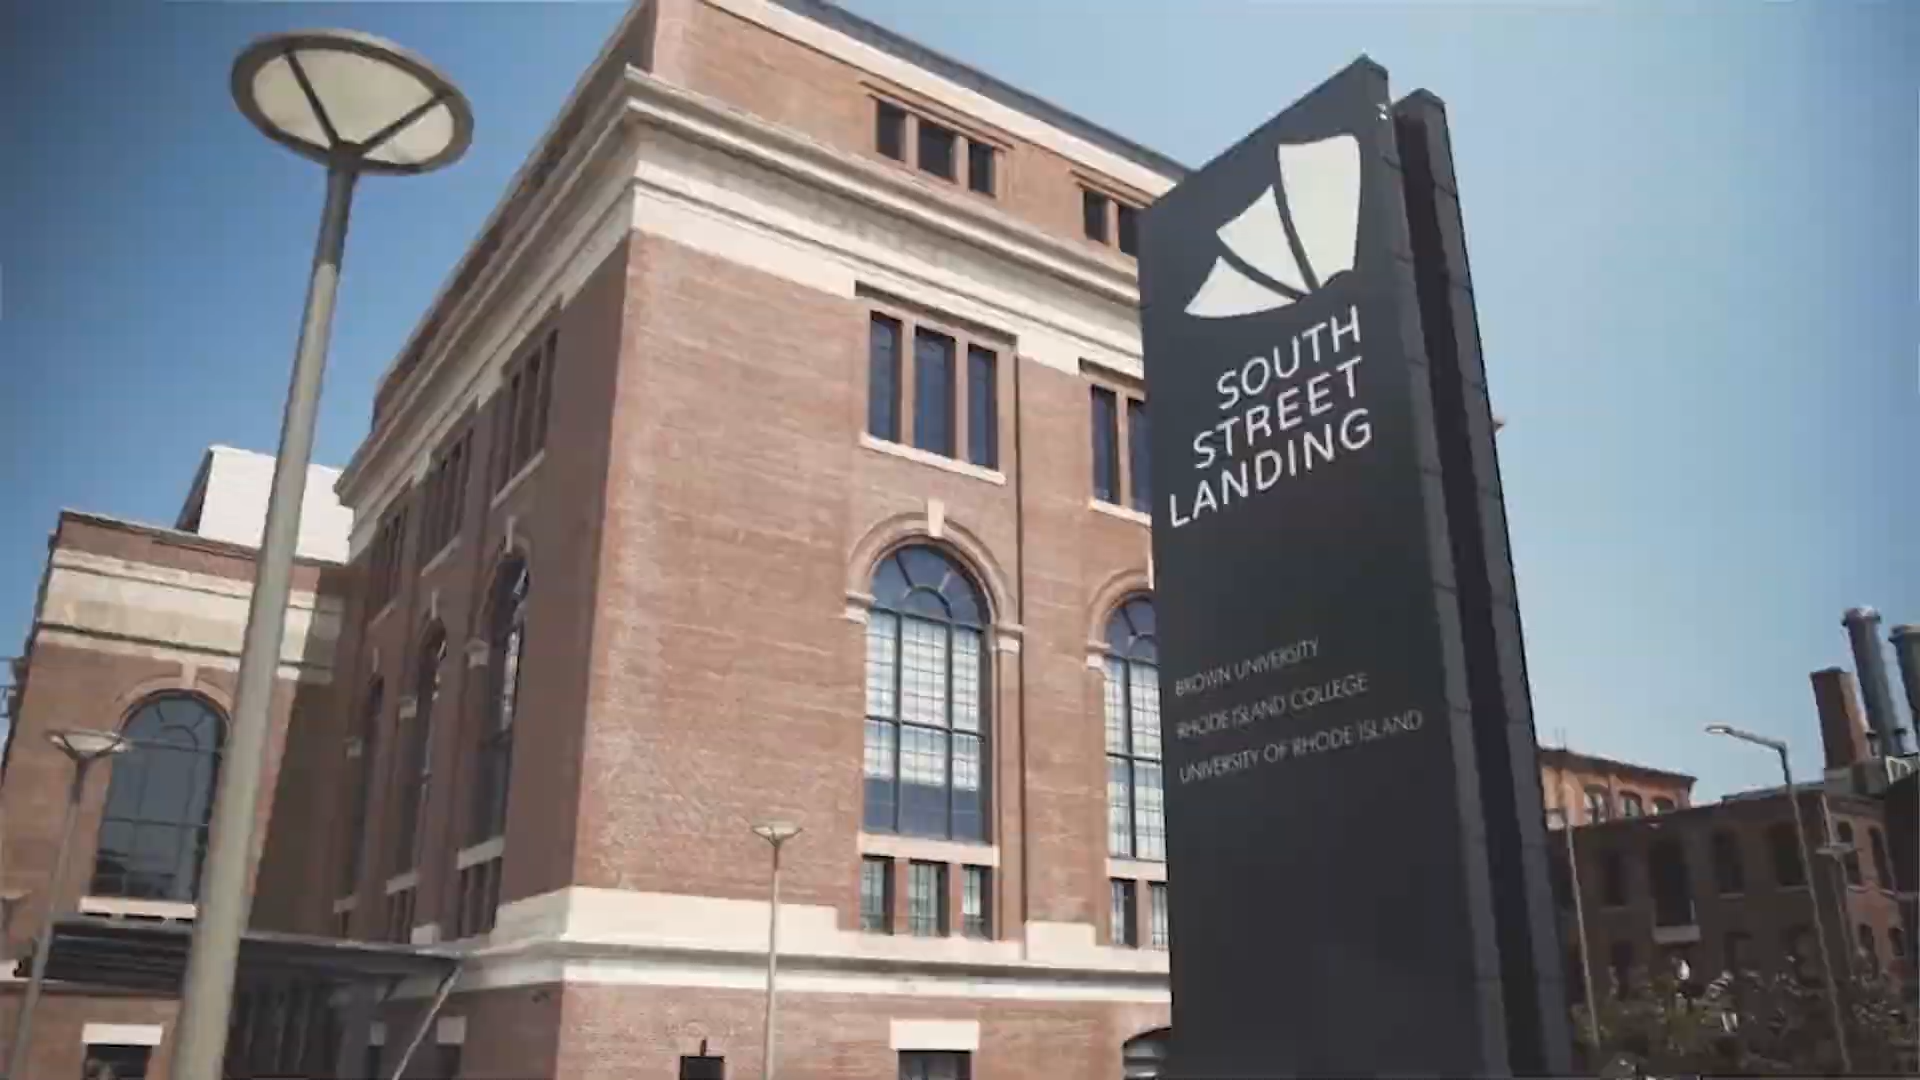 SOUTH
STREET
LANDING
BROWN UNIVERSITY
RHODE ISLAND COLLEGE
UNIVERSITY OF RHODE ISLAND